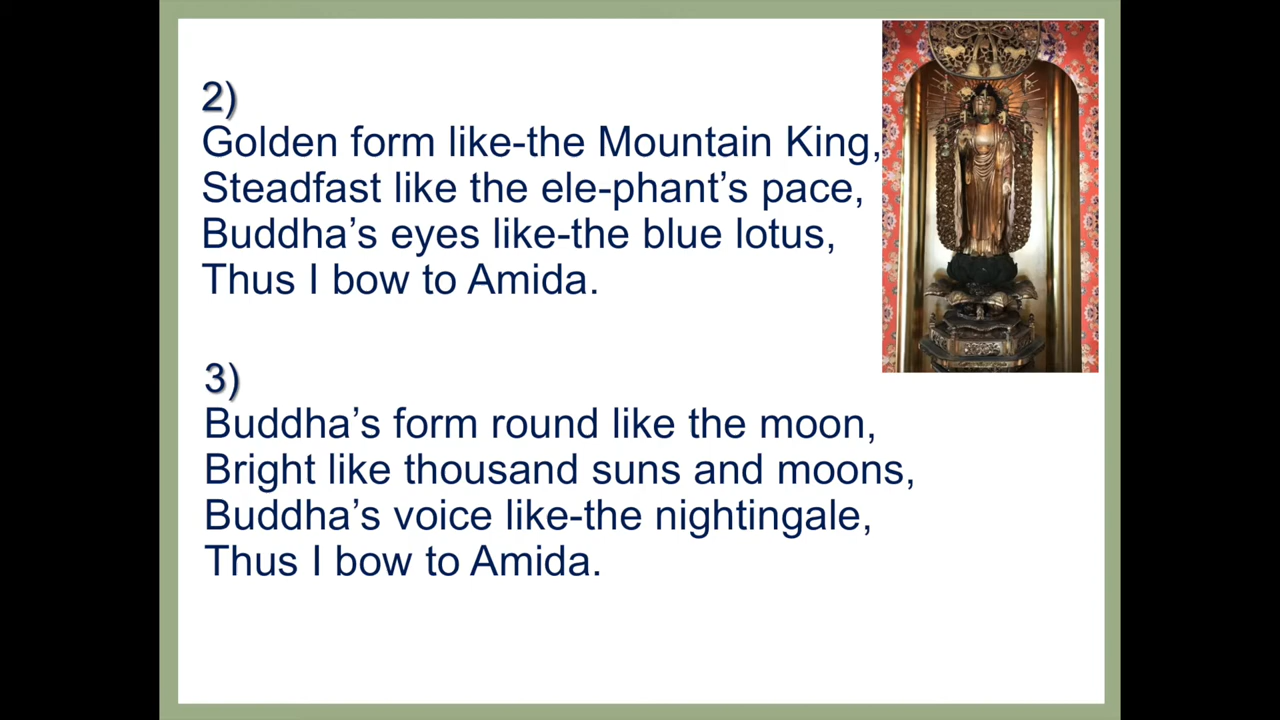 2)
Golden form like-the Mountain King,
Steadfast like the ele-phant’s pace,
Buddha’s eyes like-the blue lotus,
Thus I bow to Amida.
3)
Buddha’s form round like the moon,
Bright like thousand suns and moons,
Buddha’s voice like-the nightingale,
Thus I bow to Amida.